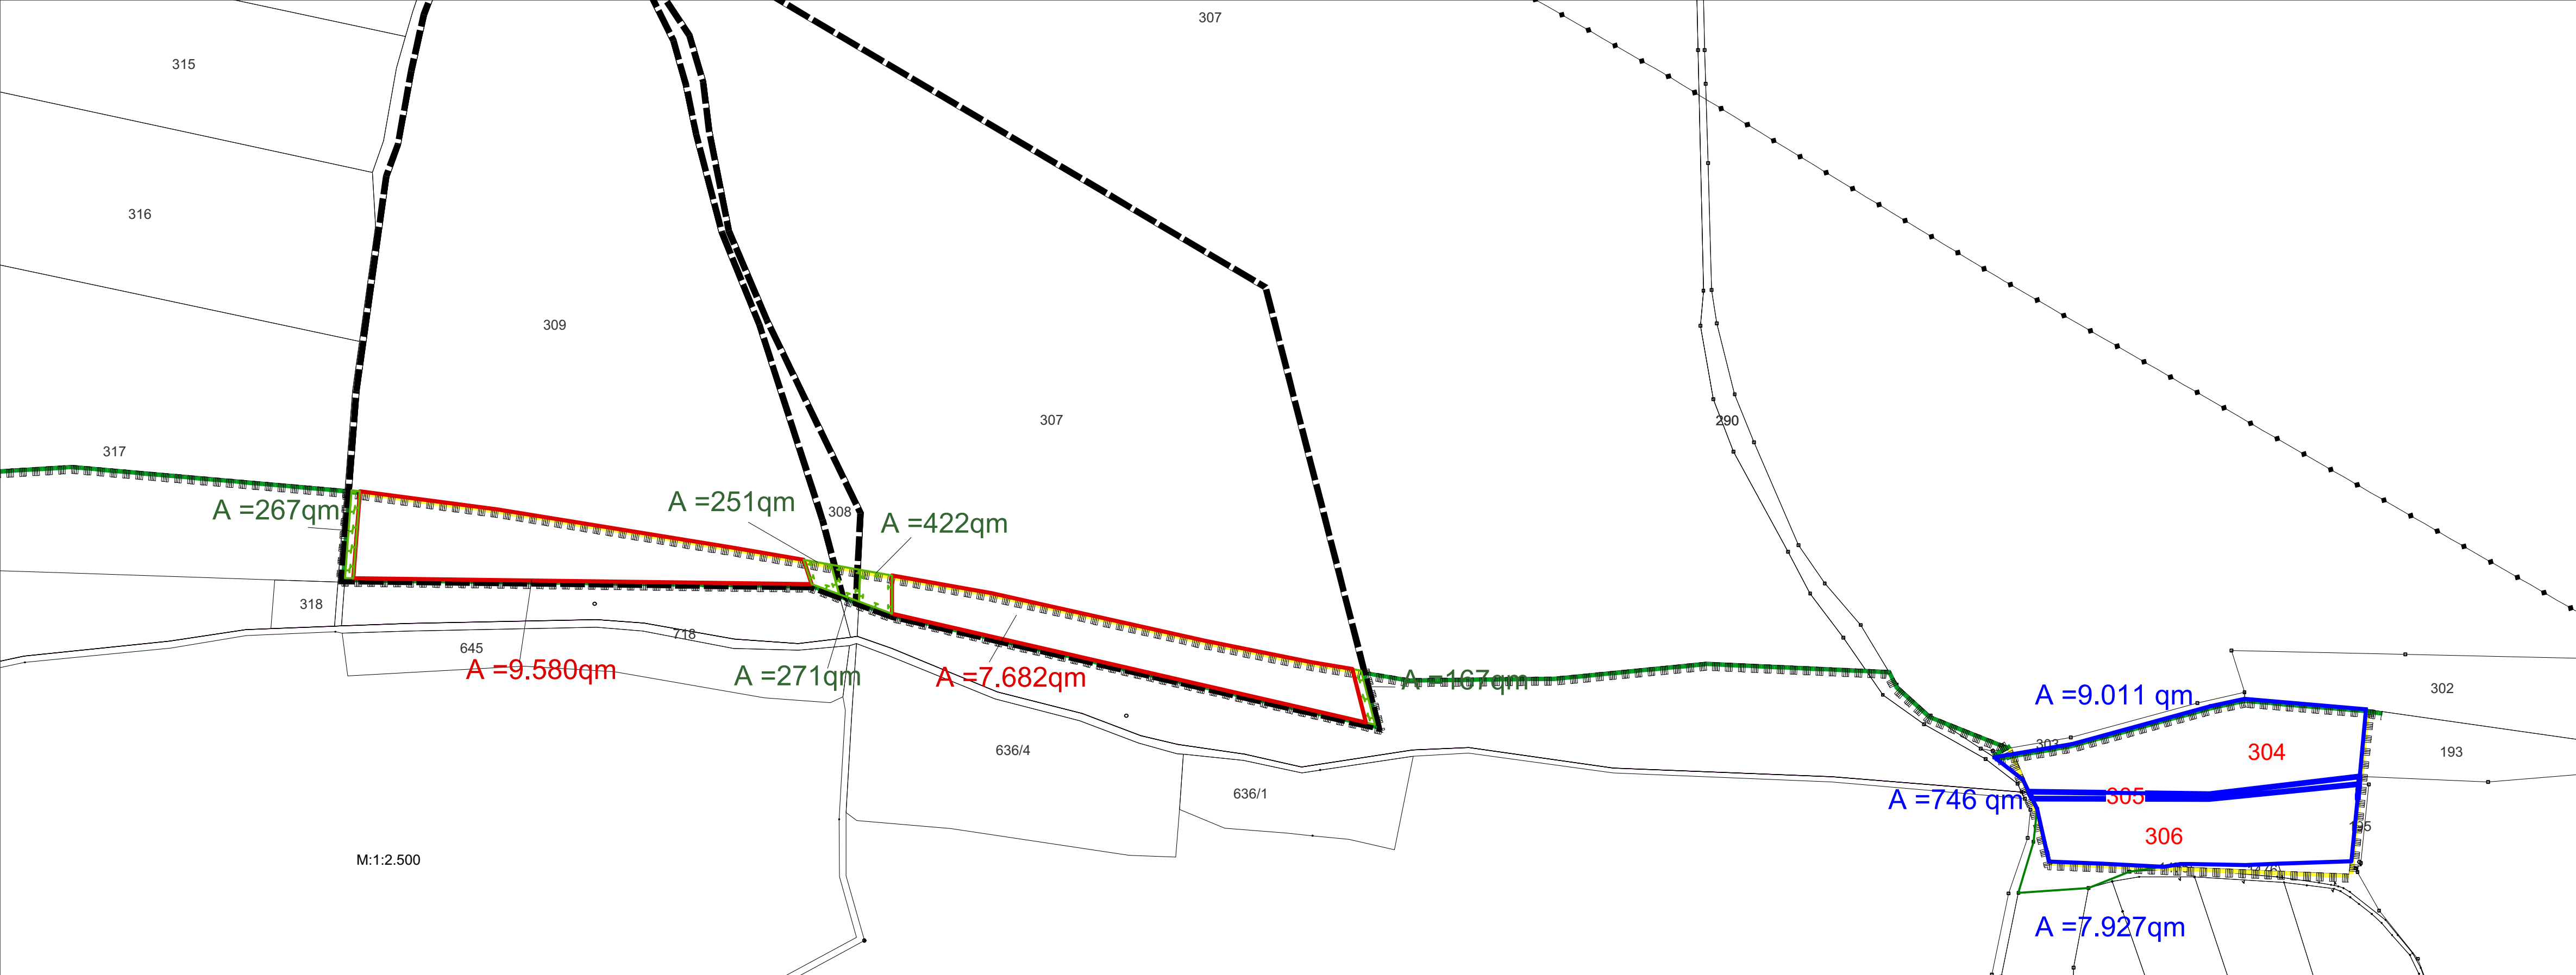 307
315
316
309
307
290
317
A =267qm
A =251qm
308
A =422qm
318
718
645
A =9.580qm
A =271qm
A =7.682qm
A =167qm
302
A =9.011 qm
303
304
193
636/4
636/1
A =746 qm
305
306
195
M:1:2.500
A =7.927qm